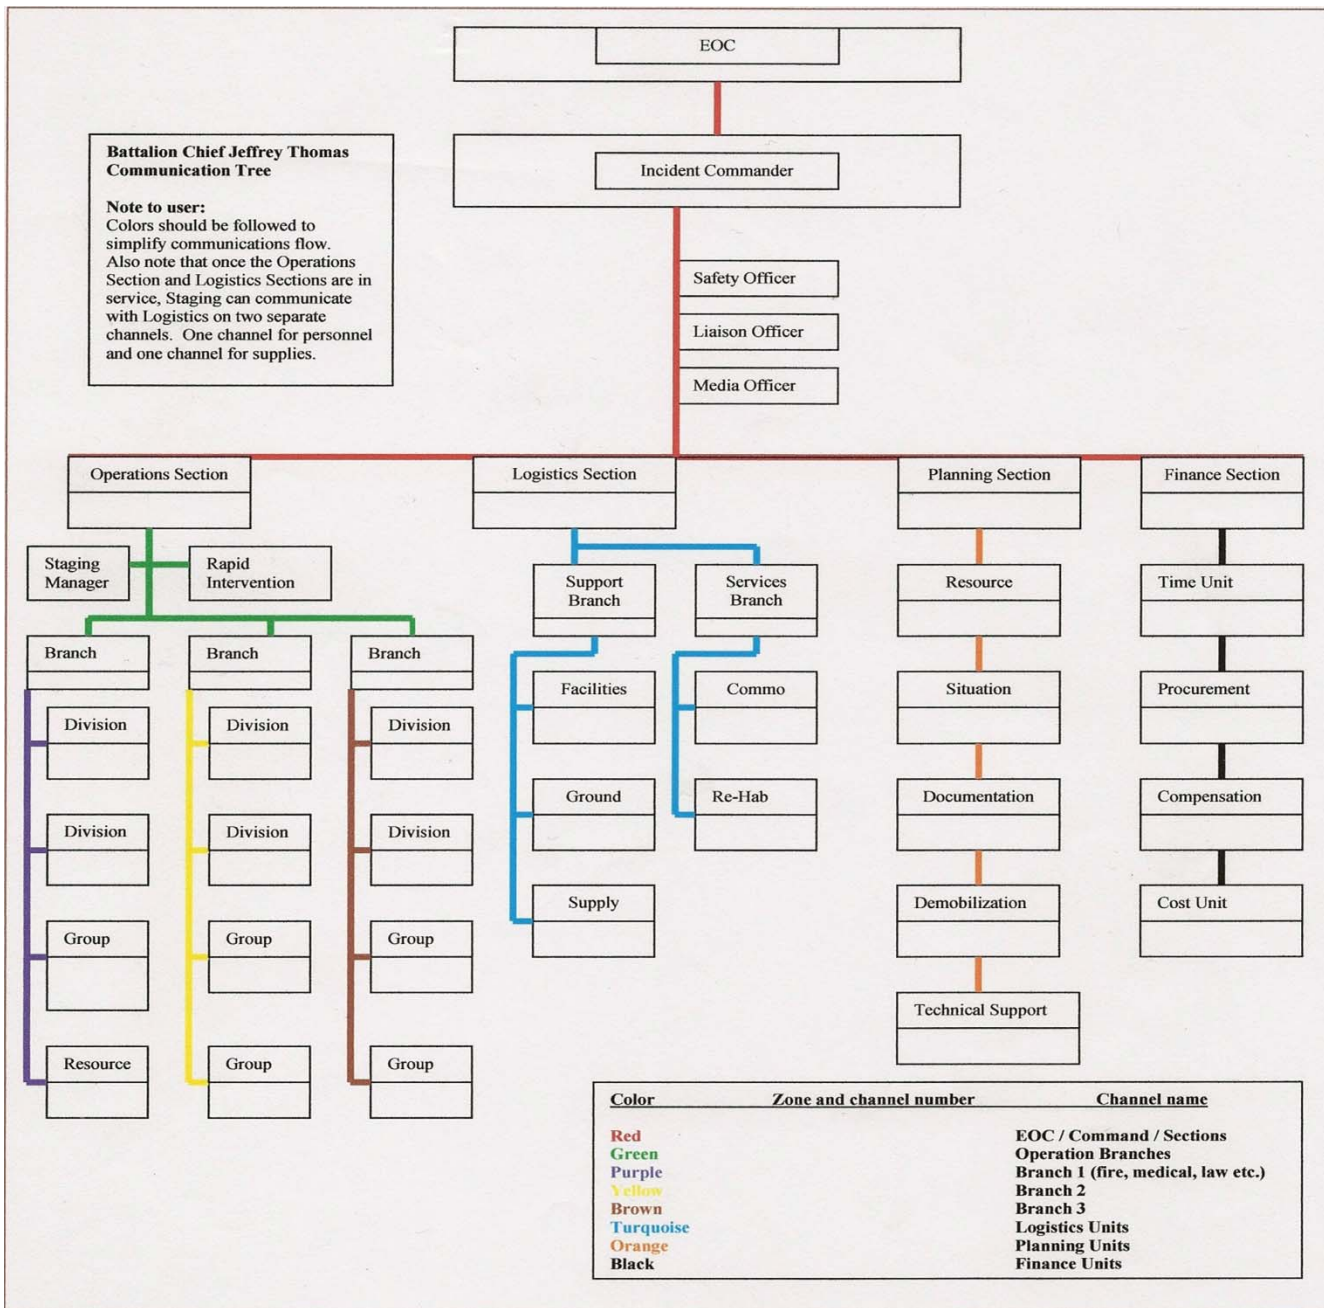 EOC
Battalion Chief Jeffrey Thomas
Communication Tree
Note to user:
Colors should be followed to
simplify communications flow.
Also note that once the Operations
Section and Logistics Sections are in
service, Staging can communicate
with Logistics on two separate
channels. One channel for personnel
and one channel for supplies.
Incident Commander
Safety Officer
Liaison Officer
Media Officer
Operations Section
Logistics Section
Planning Section
Finance Section
Staging
Manager
Rapid
Intervention
Branch
Division
Division
Group
Resource
Branch
Division
Division
Group
Group
Branch
Division
Division
Group
Group
Support
Branch
Facilities
Ground
Supply
Services
Branch
Commo
Re-Hab
Resource
Situation
Documentation
Demobilization
Technical Support
Time Unit
Procurement
Compensation
Cost Unit
Color Zone and channel number Channel name
Red EOC / Command / Sections
Green Operation Branches
Purple Branch 1 (fire, medical, law etc.)
Yellow Branch 2
Brown Branch 3
Turquoise Logistics Units
Orange Planning Units
Black Finance Units